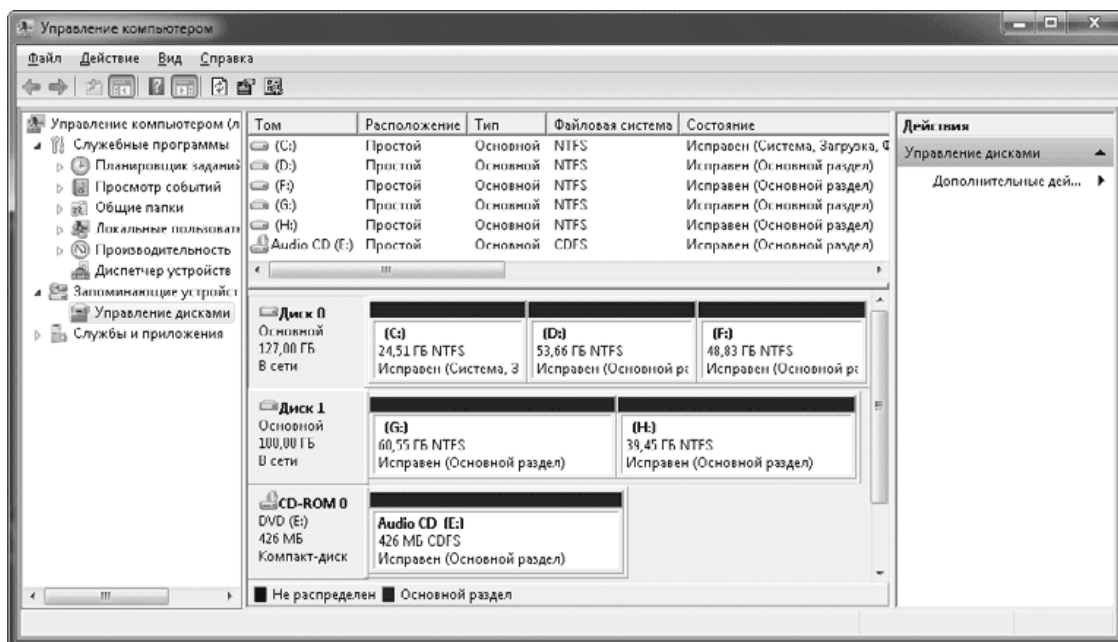 Управление компьютером
Файл Действие Вид Справка
Управление компьютером (л
Служебные программы
Планировщик заданий
Просмотр событий
Общие папки
Локальные пользовате
Производительность
Диспетчер устройств
Запоминающие устройст
Управление дисками
Службы и приложения
Том Расположение Тип Файловая система Состояние
(C:) Простой Основной NTFS Исправен (Система, Загрузка, Ф
(D:) Простой Основной NTFS Исправен (Основной раздел)
(F:) Простой Основной NTFS Исправен (Основной раздел)
(G:) Простой Основной NTFS Исправен (Основной раздел)
(H:) Простой Основной NTFS Исправен (Основной раздел)
Audio CD (E:) Простой Основной CDFS Исправен (Основной раздел)
Диск 0
Основной
127,00 ГБ
В сети
(C:)
24,51 ГБ NTFS
Исправен (Система, З
(D:)
53,66 ГБ NTFS
Исправен (Основной ра
(F:)
48,83 ГБ NTFS
Исправен (Основной ра
Диск 1
Основной
100,00 ГБ
В сети
(G:)
60,55 ГБ NTFS
Исправен (Основной раздел)
(H:)
39,45 ГБ NTFS
Исправен (Основной раздел)
CD-ROM 0
DVD (E:)
426 МБ
Компакт-диск
Audio CD (E:)
426 МБ CDFS
Исправен (Основной раздел)
Не распределен Основной раздел
Действия
Управление дисками
Дополнительные дей...